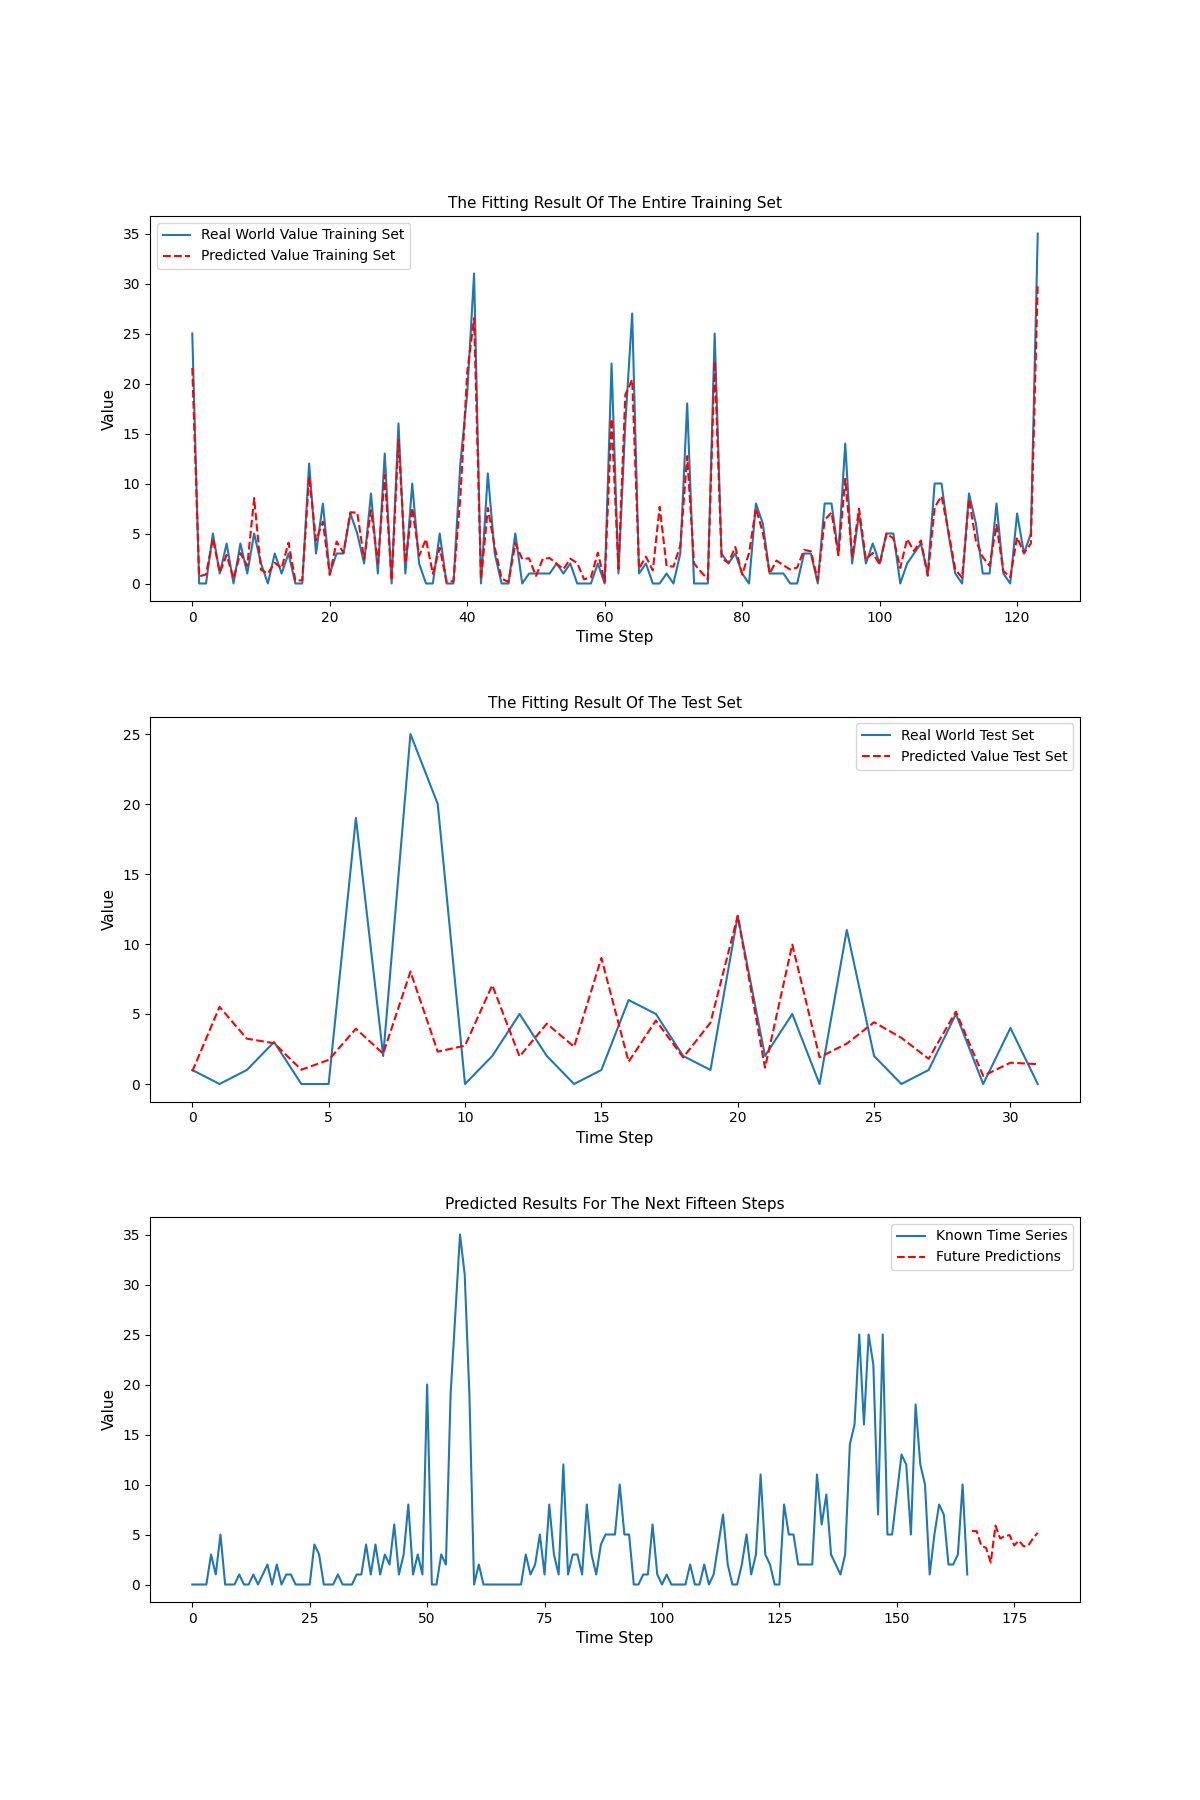 The Fitting Result Of The Entire Training Set
Real World Value Training Set
Predicted Value Training Set
35
30
25
20
15
10
5
0
Value
0 20 40 60 80 100 120
Time Step
The Fitting Result Of The Test Set
Real World Test Set
Predicted Value Test Set
25
20
15
10
5
0
Value
0 5 10 15 20 25 30
Time Step
Predicted Results For The Next Fifteen Steps
Known Time Series
Future Predictions
35
30
25
20
15
10
5
0
Value
0 25 50 75 100 125 150 175
Time Step